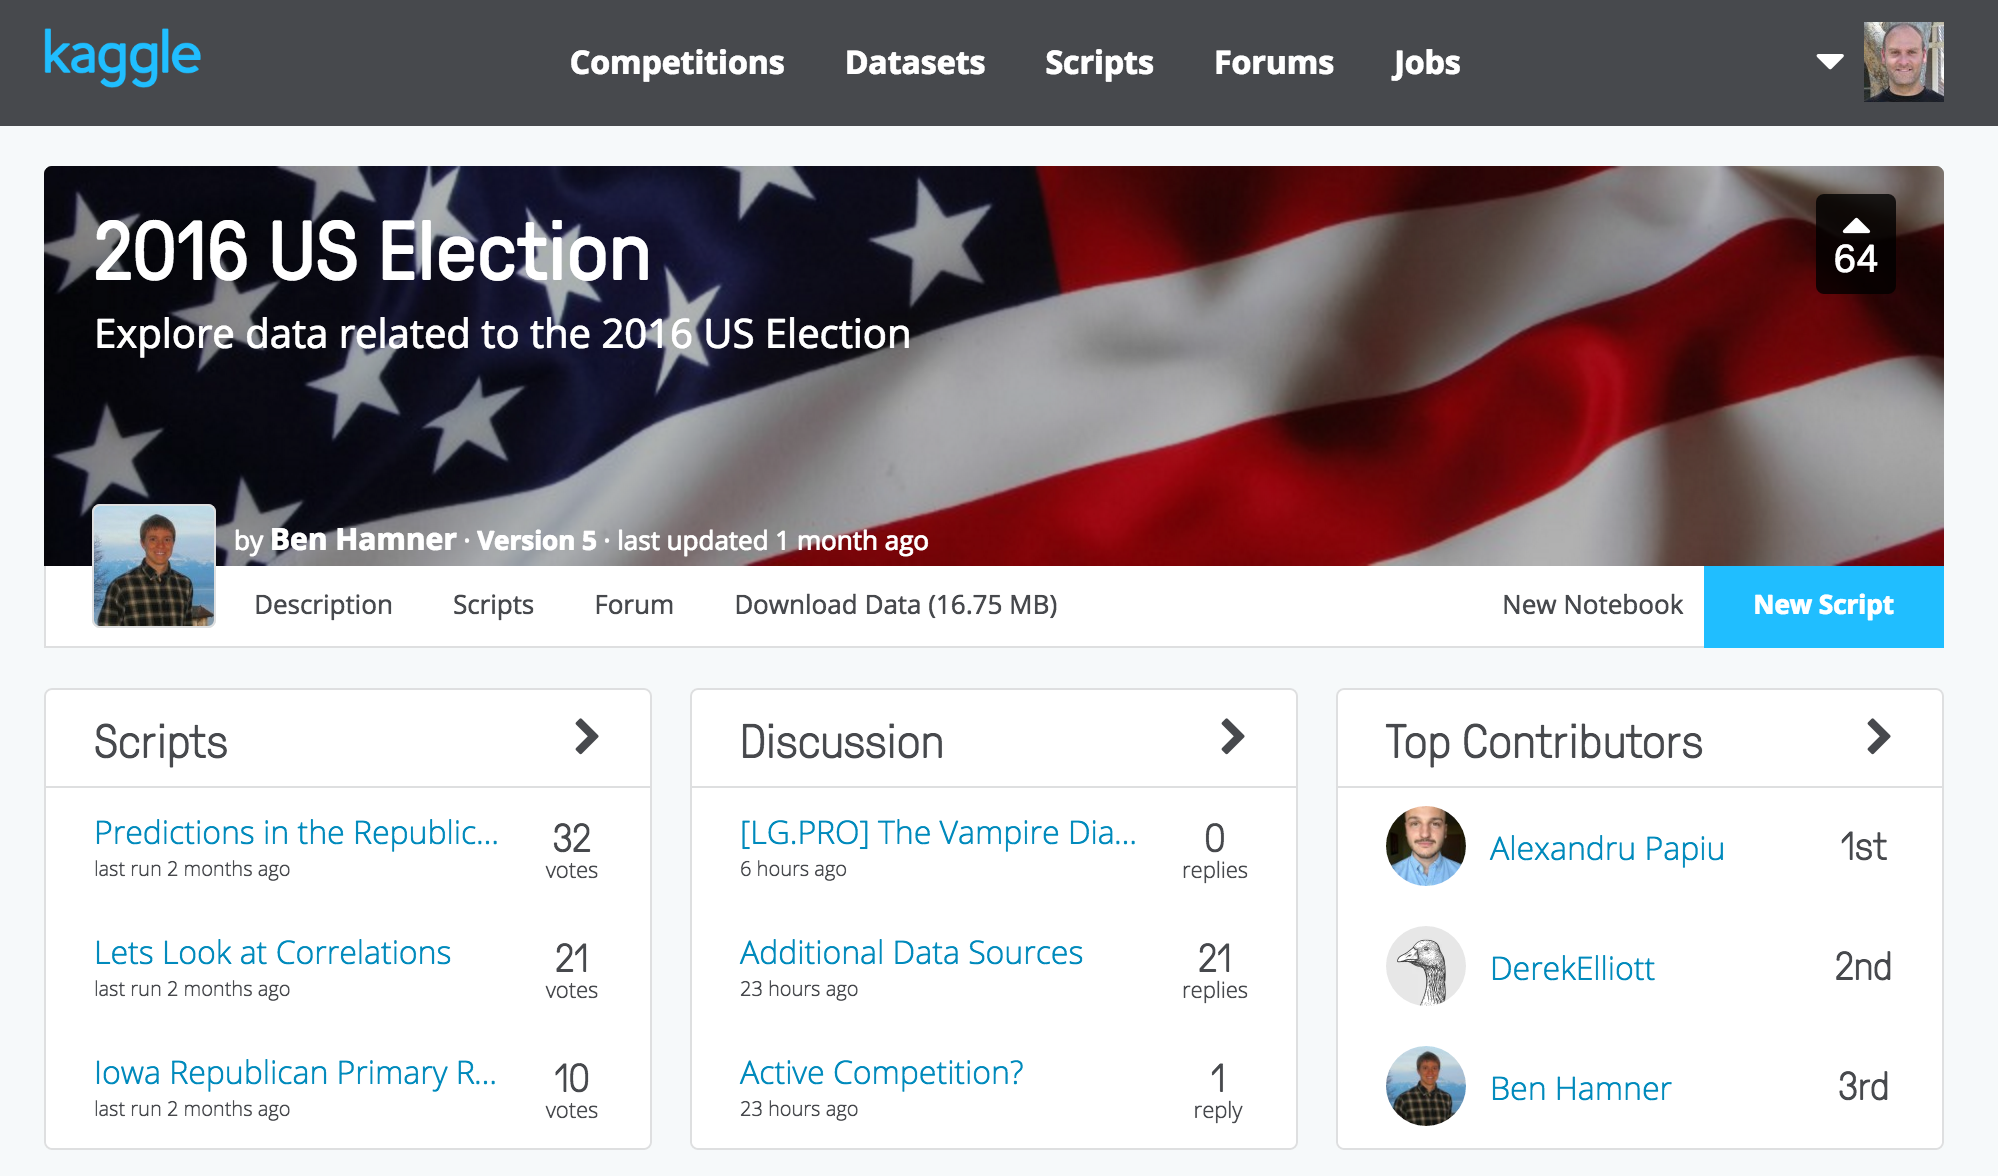 kaggle
Competitions Datasets Scripts Forums Jobs
2016 US Election
64
Explore data related to the 2016 US Election
by Ben Hamner · Version 5 · last updated 1 month ago
Description Scripts Forum Download Data (16.75 MB) New Notebook New Script
Scripts
Predictions in the Republic... 32
last run 2 months ago votes
Lets Look at Correlations 21
last run 2 months ago votes
Iowa Republican Primary R... 10
last run 2 months ago votes
Discussion
[LG.PRO] The Vampire Dia... 0
6 hours ago replies
Additional Data Sources 21
23 hours ago replies
Active Competition? 1
23 hours ago reply
Top Contributors
Alexandru Papiu 1st
DerekElliott 2nd
Ben Hamner 3rd